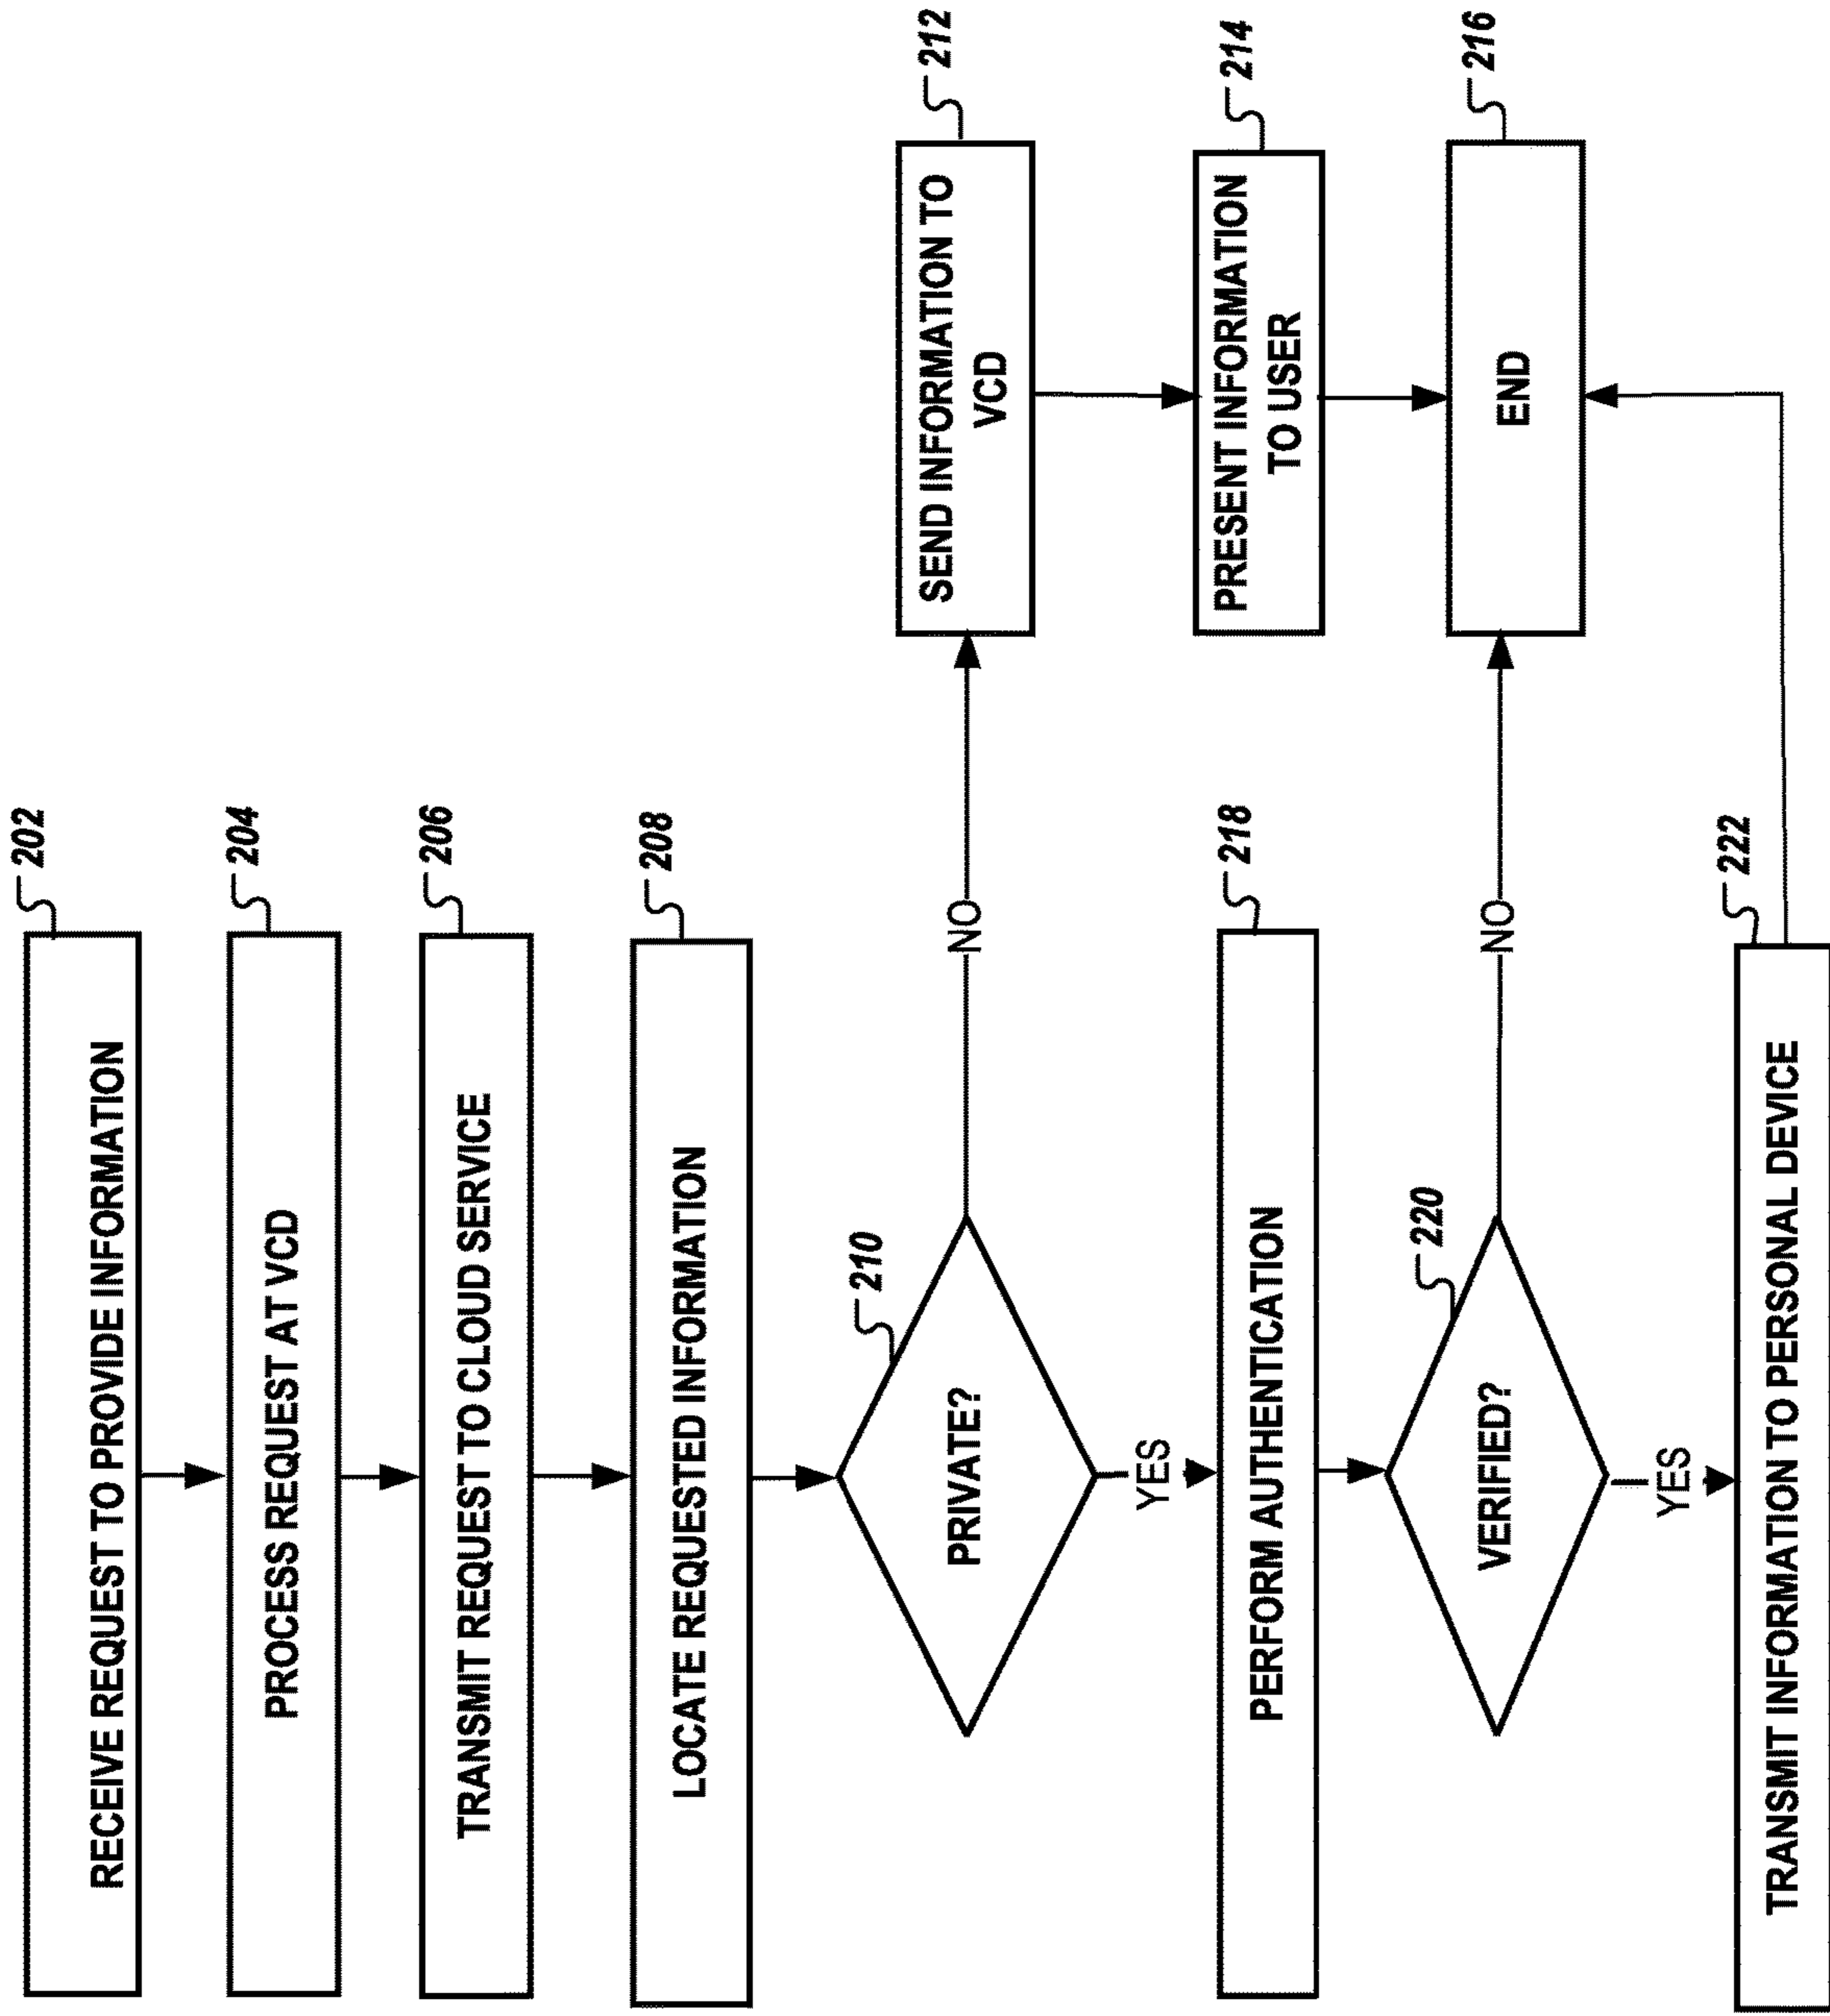 202
RECEIVE REQUEST TO PROVIDE INFORMATION
204
PROCESS REQUEST AT VCD
206
TRANSMIT REQUEST TO CLOUD SERVICE
208
LOCATE REQUESTED INFORMATION
210
PRIVATE?
NO
212
SEND INFORMATION TO
VCD
214
PRESENT INFORMATION
TO USER
YES
218
PERFORM AUTHENTICATION
220
VERIFIED?
NO
216
END
YES
222
TRANSMIT INFORMATION TO PERSONAL DEVICE